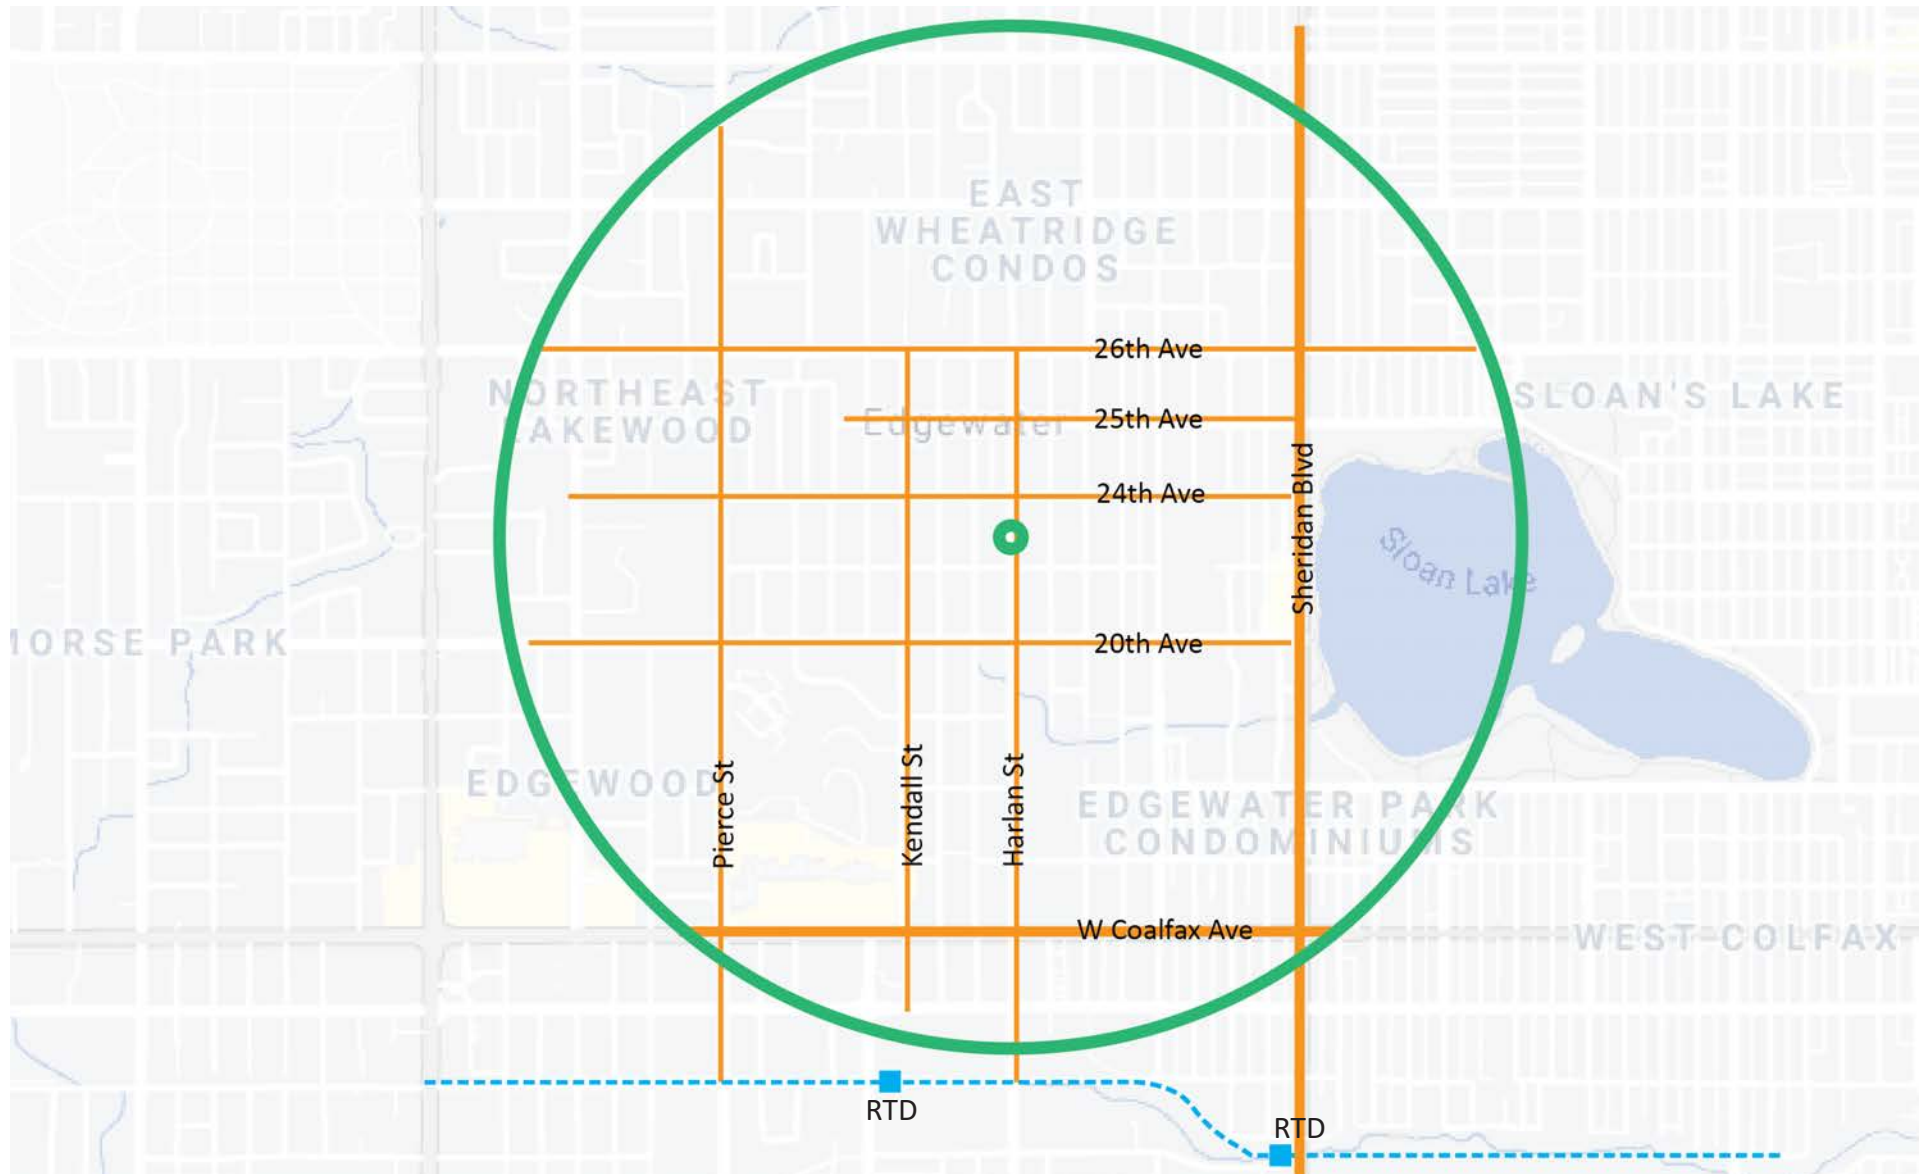 EAST
WHEATRIDGE
CONDOS
26th Ave
NORTHEAST
LAKEWOOD
Edgewater
25th Ave
SLOAN'S LAKE
24th Ave
Sheridan Blvd
Sloan Lake
MORSE PARK
20th Ave
EDGEWOOD
Pierce St
Kendall St
Harlan St
EDGEWATER PARK
CONDOMINIUMS
W Coalfax Ave
WEST COLFAX
RTD
RTD